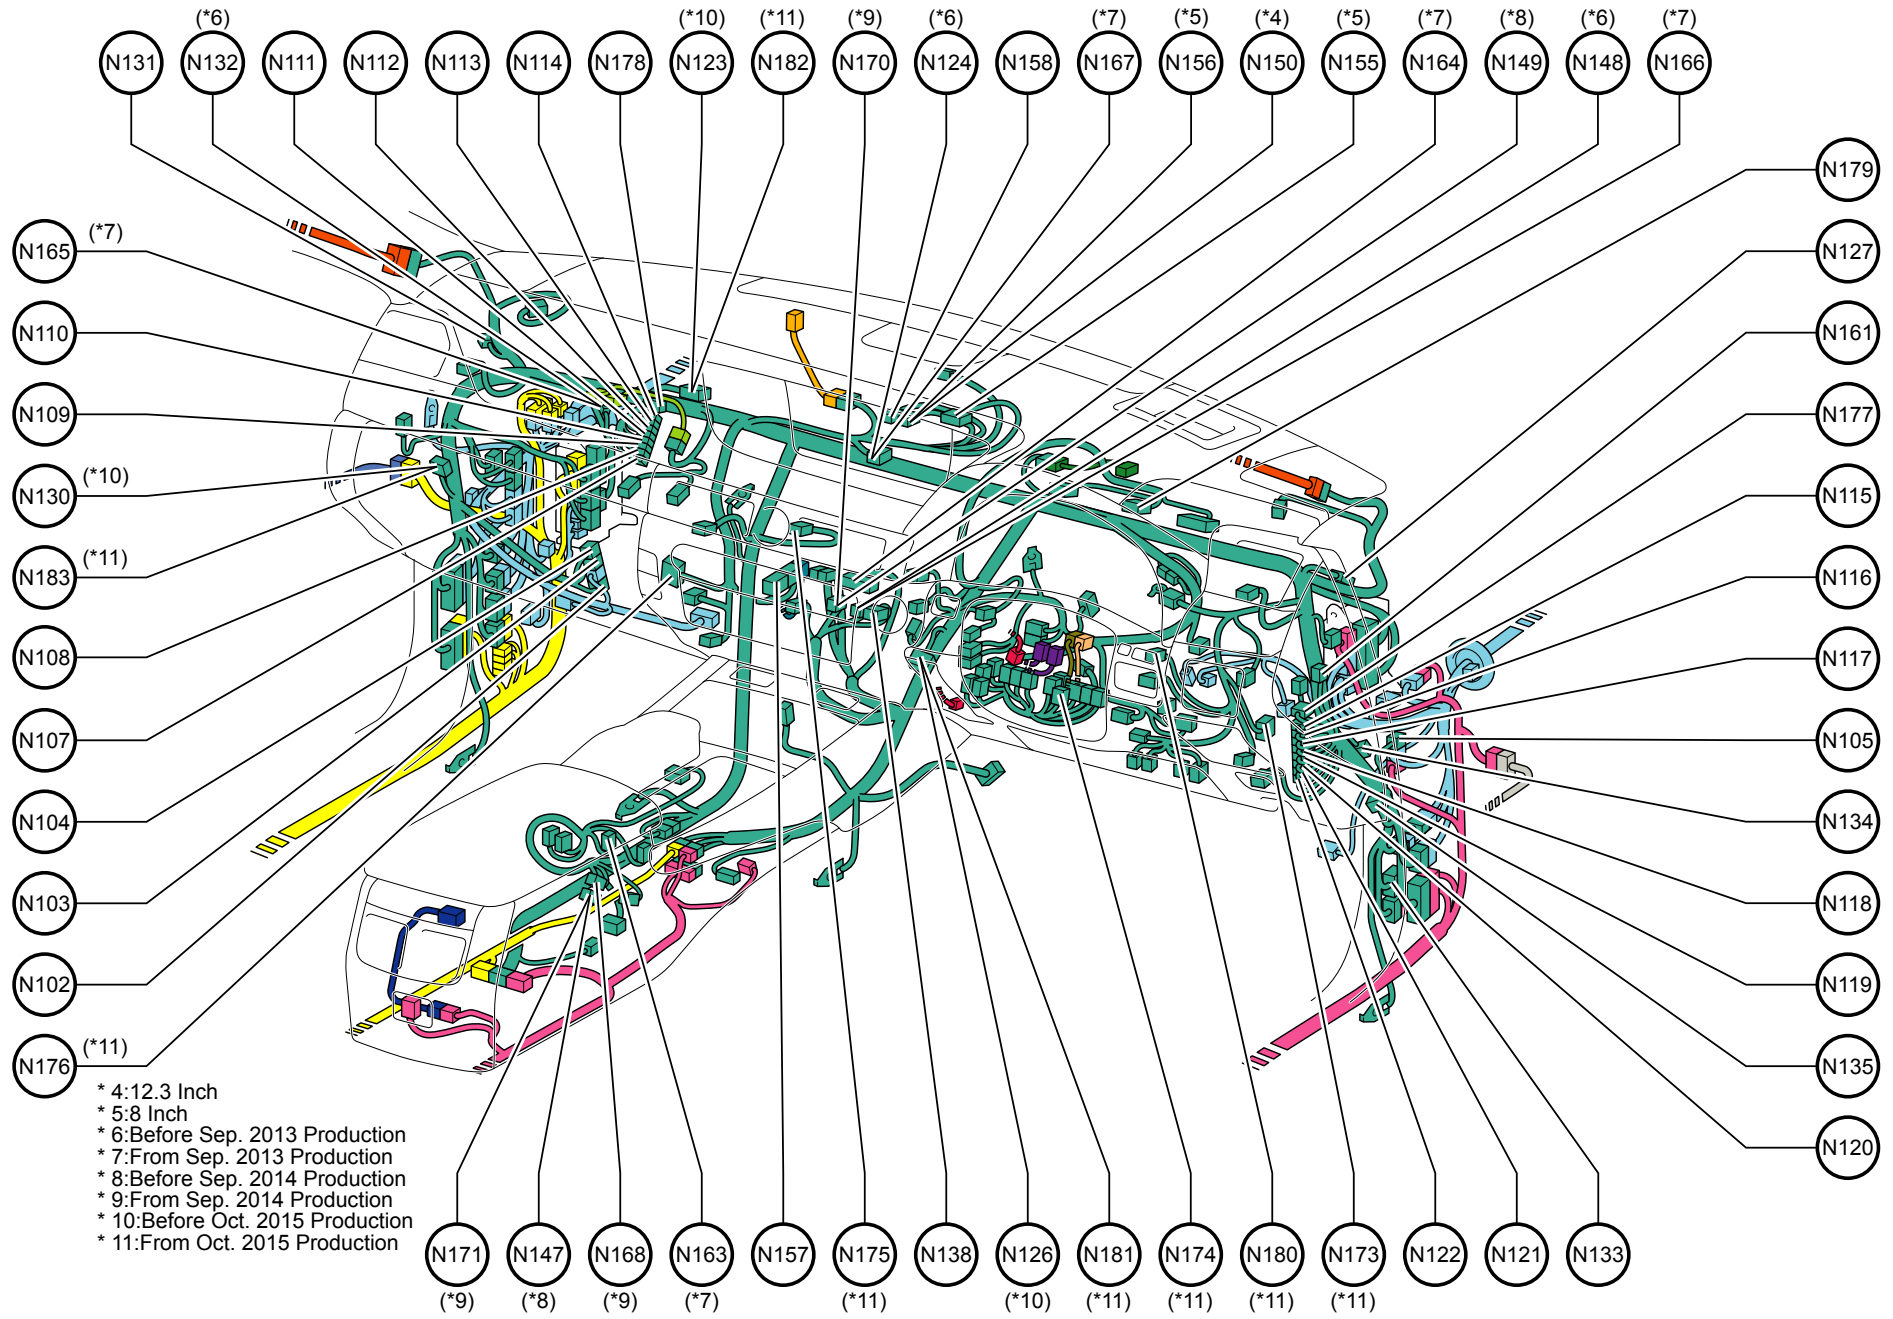 (*6) (*10) (*11) (*9) (*6) (*7) (*5) (*4) (*5) (*7) (*8) (*6) (*7)
N131 N132 N111 N112 N113 N114 N178 N123 N182 N170 N124 N158 N167 N156 N150 N155 N164 N149 N148 N166
N179
N165 (*7)
N127
N110
N161
N109
N177
N130 (*10)
N115
N183 (*11)
N116
N108
N117
N107
N105
N104
N134
N103
N118
N102
N119
N176 (*11)
N135
* 4:12.3 Inch
* 5:8 Inch
* 6:Before Sep. 2013 Production
* 7:From Sep. 2013 Production
N120
* 8:Before Sep. 2014 Production
* 9:From Sep. 2014 Production
* 10:Before Oct. 2015 Production
* 11:From Oct. 2015 Production
N171 N147 N168 N163 N157 N175 N138 N126 N181 N174 N180 N173 N122 N121 N133
(*9) (*8) (*9) (*7) (*11) (*10) (*11) (*11) (*11) (*11)